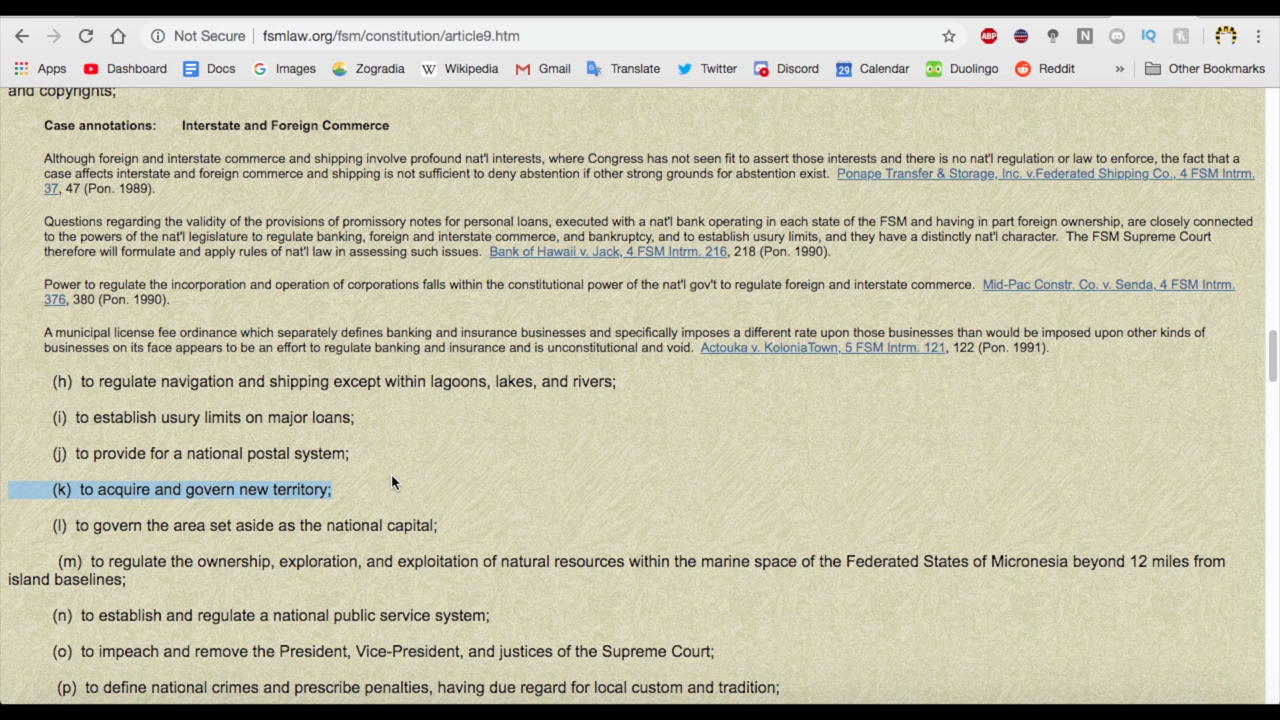 Not Secure fsmlaw.org/fsm/constitution/article9.htm
ABP N IQ h
Apps Dashboard Docs Images Zogradia Wikipedia Gmail Translate Twitter 29 Calendar Discord Duolingo Reddit » Other Bookmarks
and copyrights;
Case annotations: Interstate and Foreign Commerce
Although foreign and interstate commerce and shipping involve profound nat'l interests, where Congress has not seen fit to assert those interests and there is no nat'l regulation or law to enforce, the fact that a
case affects interstate and foreign commerce and shipping is not sufficient to deny abstention if other strong grounds for abstention exist. Ponape Transfer & Storage, Inc. v.Federated Shipping Co., 4 FSM Intrm.
37, 47 (Pon. 1989).
Questions regarding the validity of the provisions of promissory notes for personal loans, executed with a nat'l bank operating in each state of the FSM and having in part foreign ownership, are closely connected
to the powers of the nat'l legislature to regulate banking, foreign and interstate commerce, and bankruptcy, and to establish usury limits, and they have a distinctly nat'l character. The FSM Supreme Court
therefore will formulate and apply rules of nat'l law in assessing such issues. Bank of Hawaii v. Jack, 4 FSM Intrm. 216, 218 (Pon. 1990).
Power to regulate the incorporation and operation of corporations falls within the constitutional power of the nat'l gov't to regulate foreign and interstate commerce. Mid-Pac Constr. Co. v. Senda, 4 FSM Intrm.
376, 380 (Pon. 1990).
A municipal license fee ordinance which separately defines banking and insurance businesses and specifically imposes a different rate upon those businesses than would be imposed upon other kinds of
businesses on its face appears to be an effort to regulate banking and insurance and is unconstitutional and void. Actouka v. KoloniaTown, 5 FSM Intrm. 121, 122 (Pon. 1991).
(h) to regulate navigation and shipping except within lagoons, lakes, and rivers;
(i) to establish usury limits on major loans;
(j) to provide for a national postal system;
(k) to acquire and govern new territory;
(l) to govern the area set aside as the national capital;
(m) to regulate the ownership, exploration, and exploitation of natural resources within the marine space of the Federated States of Micronesia beyond 12 miles from
island baselines;
(n) to establish and regulate a national public service system;
(o) to impeach and remove the President, Vice-President, and justices of the Supreme Court;
(p) to define national crimes and prescribe penalties, having due regard for local custom and tradition;